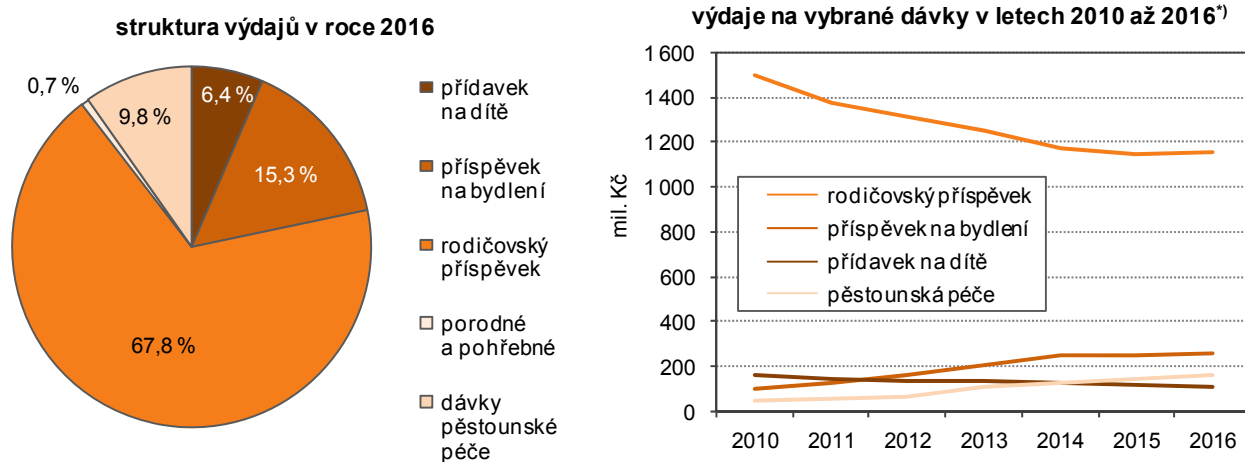 struktura výdajů v roce 2016
0,7 %
9,8 %
6,4 %
15,3 %
67,8 %
přídavek
na dítě
příspěvek
na bydlení
rodičovský
příspěvek
porodné
a pohřebné
dávky
pěstounské
péče
výdaje na vybrané dávky v letech 2010 až 2016*)
mil. Kč
1 600
1 400
1 200
1 000
800
600
400
200
0
rodičovský příspěvek
příspěvek na bydlení
přídavek na dítě
pěstounská péče
2010 2011 2012 2013 2014 2015 2016